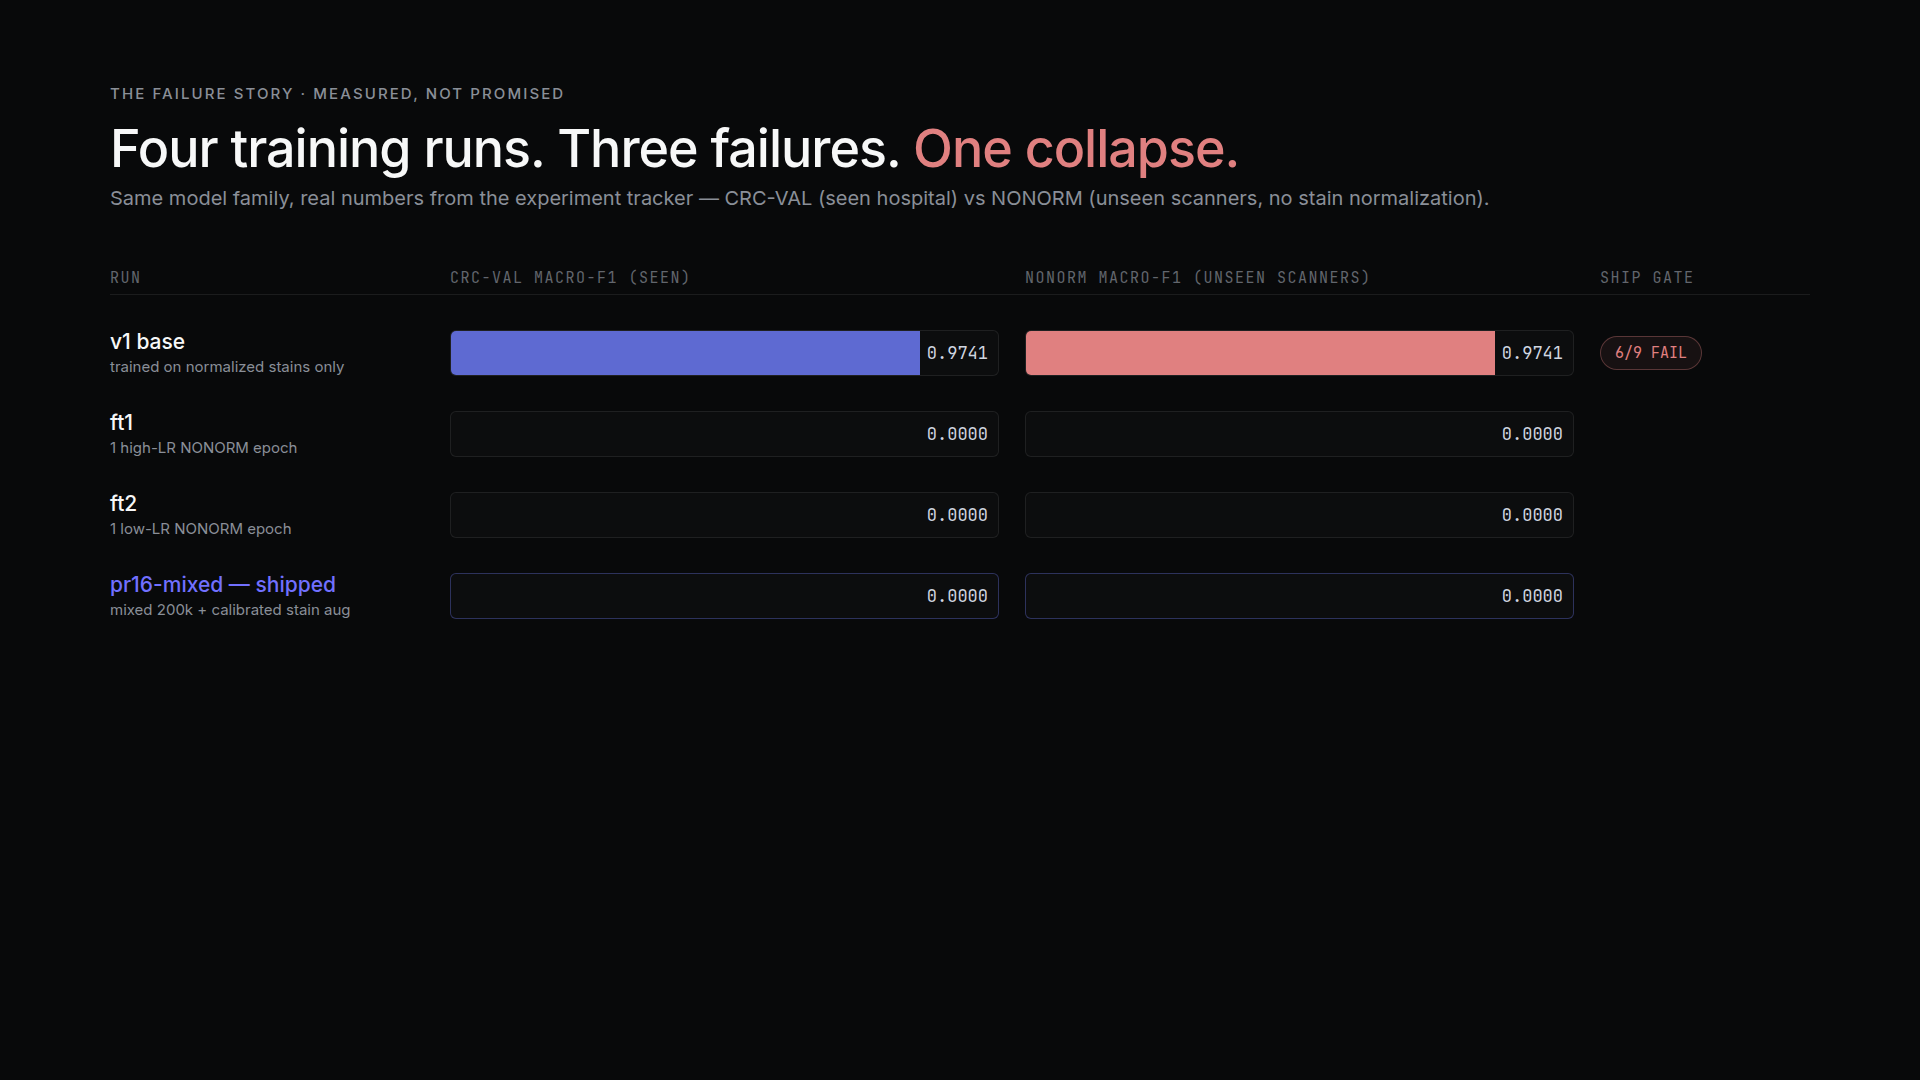 THE FAILURE STORY · MEASURED, NOT PROMISED
Four training runs. Three failures. One collapse.
Same model family, real numbers from the experiment tracker — CRC-VAL (seen hospital) vs NONORM (unseen scanners, no stain normalization).
RUN CRC-VAL MACRO-F1 (SEEN) NONORM MACRO-F1 (UNSEEN SCANNERS) SHIP GATE
v1 base
trained on normalized stains only
0.9741 0.9741 6/9 FAIL
ft1
1 high-LR NONORM epoch
0.0000 0.0000
ft2
1 low-LR NONORM epoch
0.0000 0.0000
pr16-mixed — shipped
mixed 200k + calibrated stain aug
0.0000 0.0000